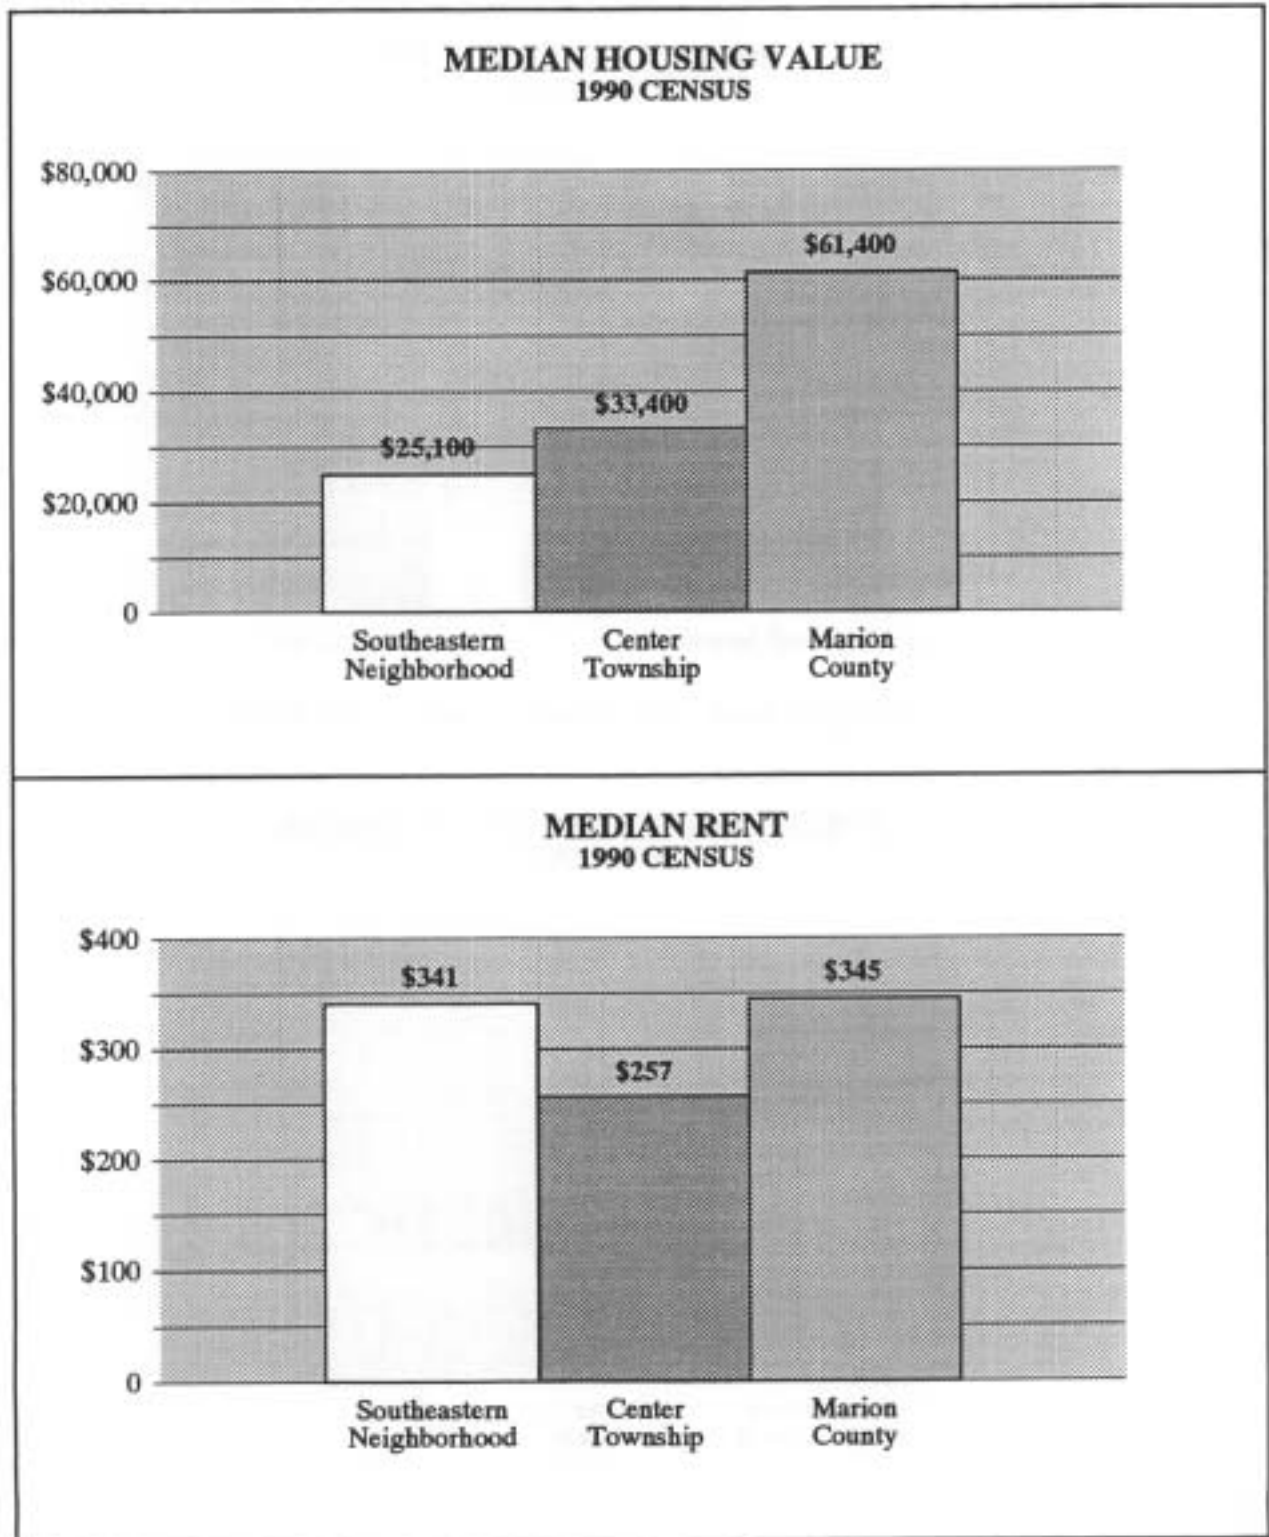 MEDIAN HOUSING VALUE
1990 CENSUS
$80,000
$61,400
$60,000
$40,000
$33,400
$25,100
$20,000
0
Southeastern
Neighborhood
Center
Township
Marion
County
MEDIAN RENT
1990 CENSUS
$400
$341
$345
$300
$257
$200
$100
0
Southeastern
Neighborhood
Center
Township
Marion
County